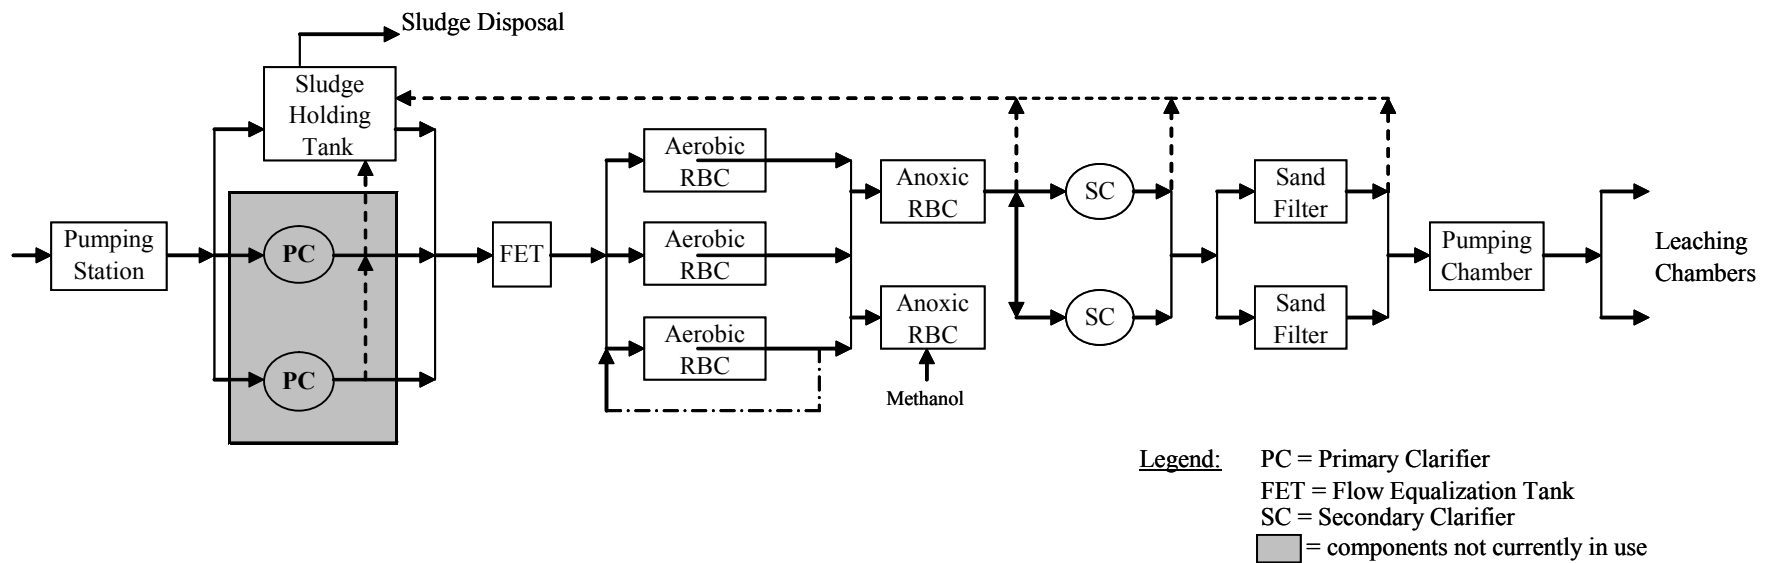 Sludge Disposal
Sludge
Holding
Tank
Pumping
Station
PC
PC
FET
Aerobic
RBC
Aerobic
RBC
Aerobic
RBC
Anoxic
RBC
Anoxic
RBC
Methanol
SC
SC
Sand
Filter
Sand
Filter
Pumping
Chamber
Leaching
Chambers
Legend:
PC = Primary Clarifier
FET = Flow Equalization Tank
SC = Secondary Clarifier
= components not currently in use